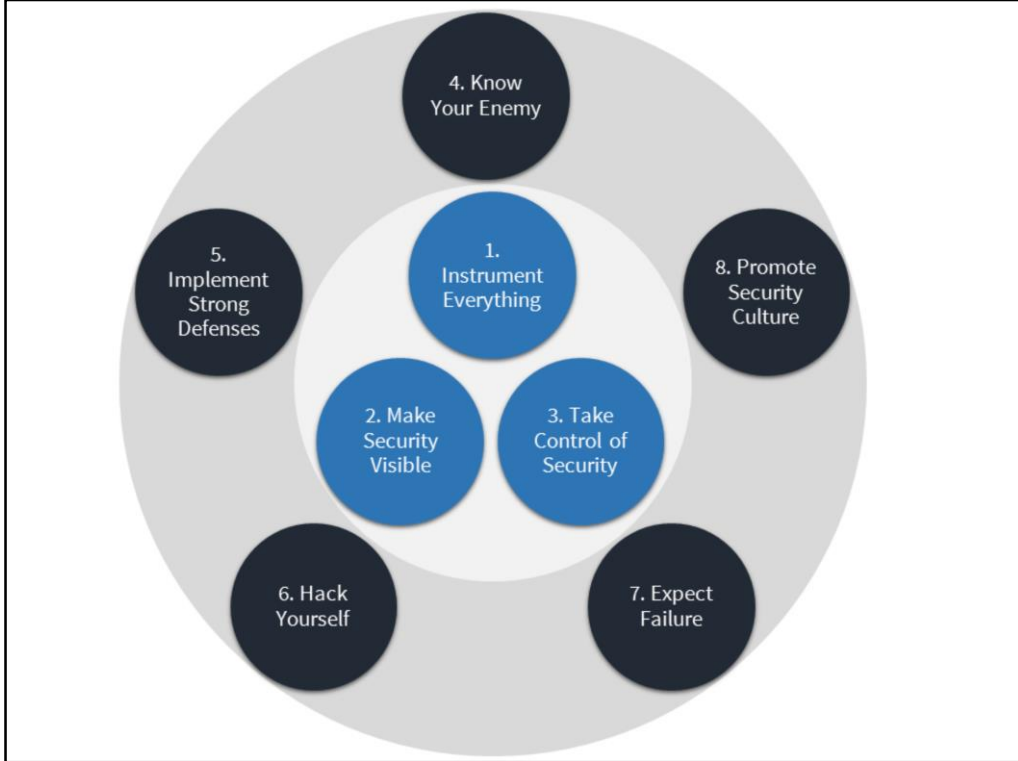 4. Know
Your Enemy
1.
Instrument
Everything
5.
Implement
Strong
Defenses
8. Promote
Security
Culture
2. Make
Security
Visible
3. Take
Control of
Security
6. Hack
Yourself
7. Expect
Failure